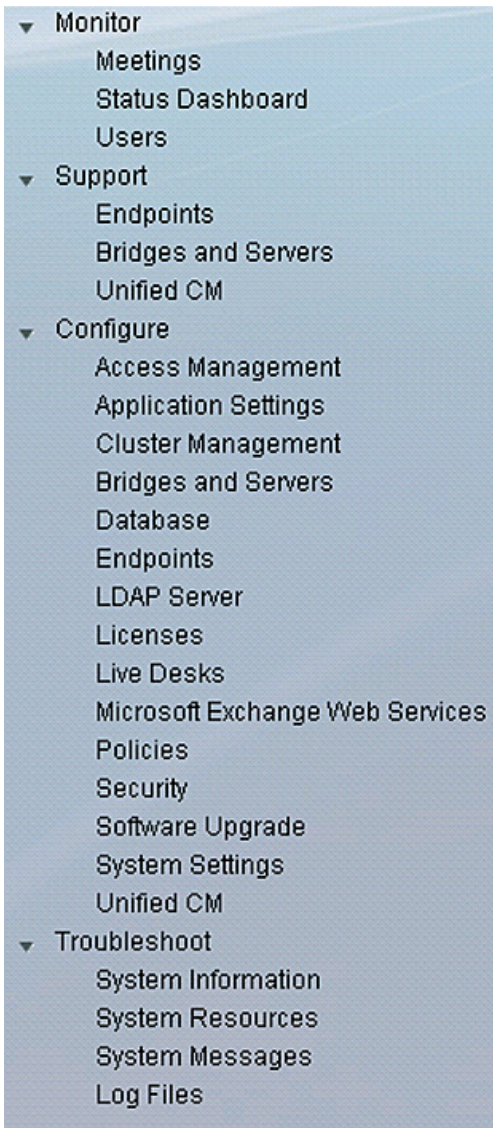 Monitor
Meetings
Status Dashboard
Users
Support
Endpoints
Bridges and Servers
Unified CM
Configure
Access Management
Application Settings
Cluster Management
Bridges and Servers
Database
Endpoints
LDAP Server
Licenses
Live Desks
Microsoft Exchange Web Services
Policies
Security
Software Upgrade
System Settings
Unified CM
Troubleshoot
System Information
System Resources
System Messages
Log Files